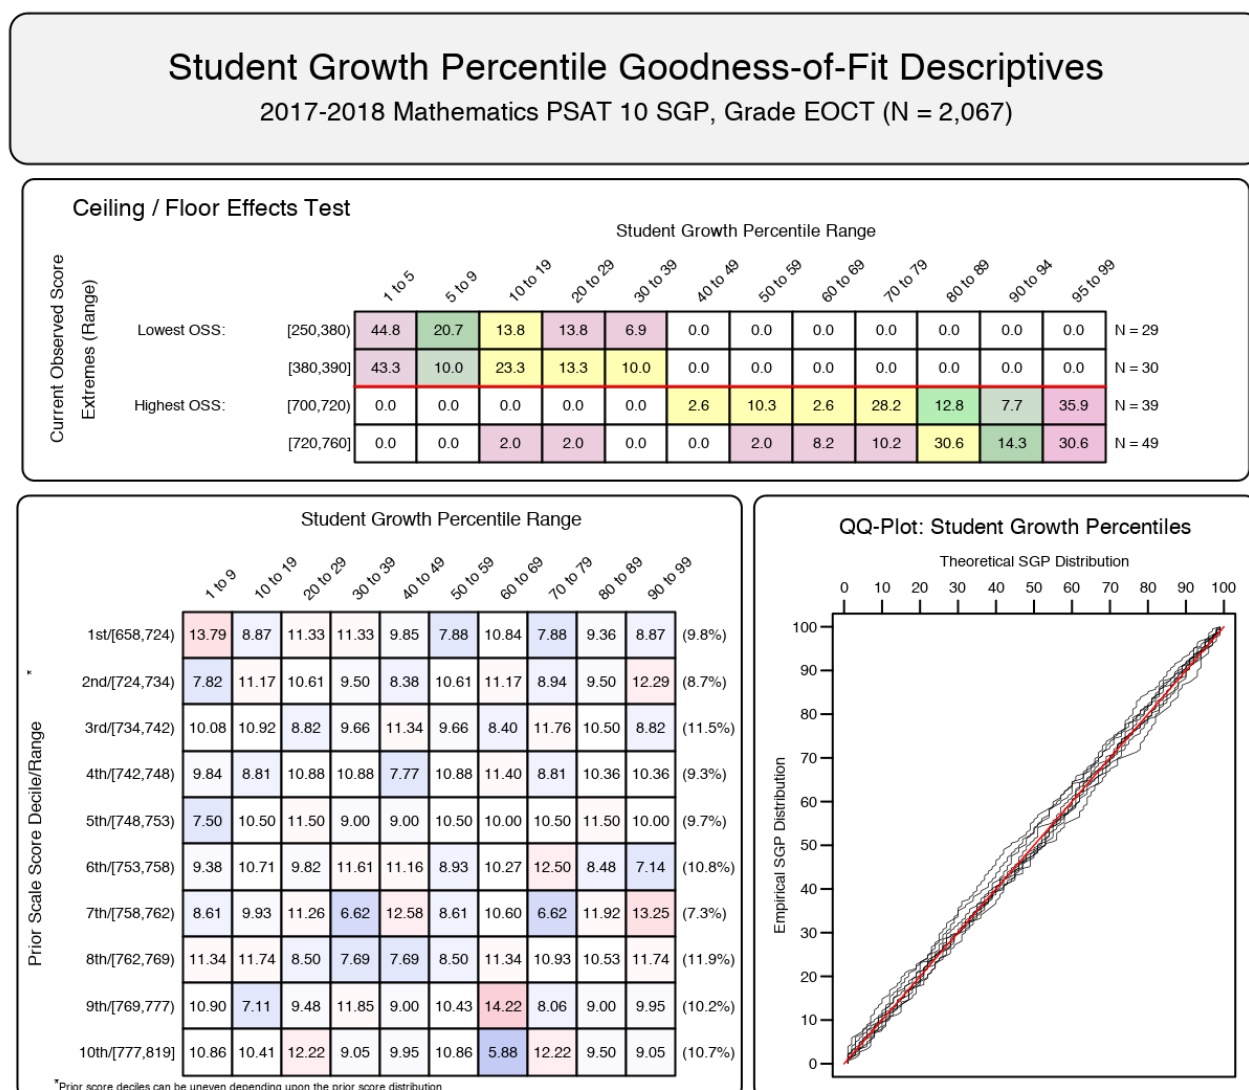 Student Growth Percentile Goodness-of-Fit Descriptives
2017-2018 Mathematics PSAT 10 SGP, Grade EOCT (N = 2,067)
Ceiling / Floor Effects Test
Student Growth Percentile Range
Current Observed Score
Extremes (Range)
1 to 5 5 to 9 10 to 19 20 to 29 30 to 39 40 to 49 50 to 59 60 to 69 70 to 79 80 to 89 90 to 94 95 to 99
Lowest OSS: [250,380) 44.8 20.7 13.8 13.8 6.9 0.0 0.0 0.0 0.0 0.0 0.0 0.0 N = 29
[380,390] 43.3 10.0 23.3 13.3 10.0 0.0 0.0 0.0 0.0 0.0 0.0 0.0 N = 30
Highest OSS: [700,720) 0.0 0.0 0.0 0.0 0.0 2.6 10.3 2.6 28.2 12.8 7.7 35.9 N = 39
[720,760] 0.0 0.0 2.0 2.0 0.0 0.0 2.0 8.2 10.2 30.6 14.3 30.6 N = 49
Student Growth Percentile Range
Prior Scale Score Decile/Range *
1 to 9 10 to 19 20 to 29 30 to 39 40 to 49 50 to 59 60 to 69 70 to 79 80 to 89 90 to 99
1st/[658,724) 13.79 8.87 11.33 11.33 9.85 7.88 10.84 7.88 9.36 8.87 (9.8%)
2nd/[724,734) 7.82 11.17 10.61 9.50 8.38 10.61 11.17 8.94 9.50 12.29 (8.7%)
3rd/[734,742) 10.08 10.92 8.82 9.66 11.34 9.66 8.40 11.76 10.50 8.82 (11.5%)
4th/[742,748) 9.84 8.81 10.88 10.88 7.77 10.88 11.40 8.81 10.36 10.36 (9.3%)
5th/[748,753) 7.50 10.50 11.50 9.00 9.00 10.50 10.00 10.50 11.50 10.00 (9.7%)
6th/[753,758) 9.38 10.71 9.82 11.61 11.16 8.93 10.27 12.50 8.48 7.14 (10.8%)
7th/[758,762) 8.61 9.93 11.26 6.62 12.58 8.61 10.60 6.62 11.92 13.25 (7.3%)
8th/[762,769) 11.34 11.74 8.50 7.69 7.69 8.50 11.34 10.93 10.53 11.74 (11.9%)
9th/[769,777) 10.90 7.11 9.48 11.85 9.00 10.43 14.22 8.06 9.00 9.95 (10.2%)
10th/[777,819] 10.86 10.41 12.22 9.05 9.95 10.86 5.88 12.22 9.50 9.05 (10.7%)
*Prior score deciles can be uneven depending upon the prior score distribution
QQ-Plot: Student Growth Percentiles
Theoretical SGP Distribution
0 10 20 30 40 50 60 70 80 90 100
Empirical SGP Distribution
100
90
80
70
60
50
40
30
20
10
0